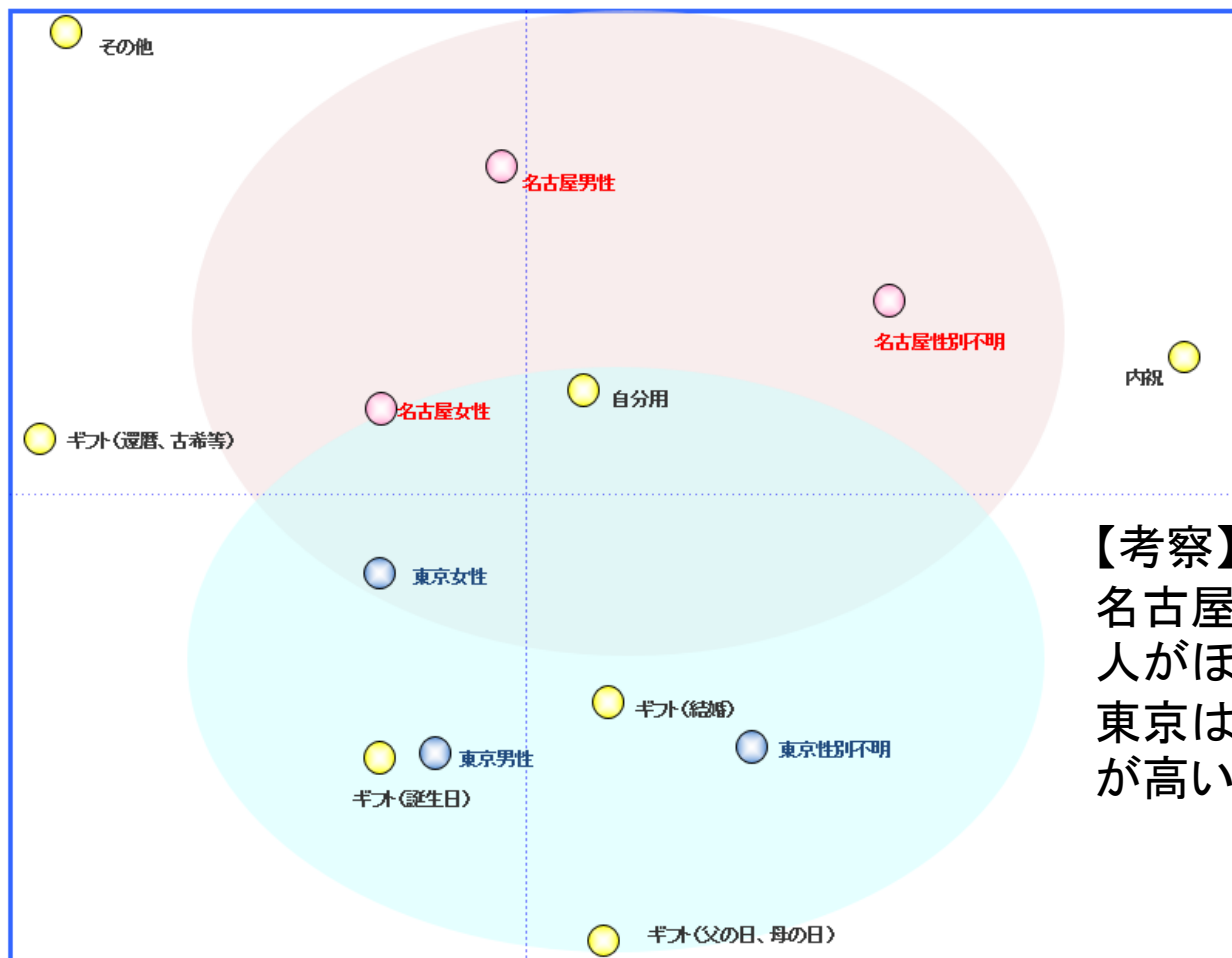 その他
名古屋男性
名古屋性別不明
内祝
自分用
名古屋女性
ギフト(還暦、古希等)
東京女性
ギフト(結婚)
東京男性
東京性別不明
ギフト(誕生日)
ギフト(父の日、母の日)
【考察】
名古屋
人がほ
東京は
が高い